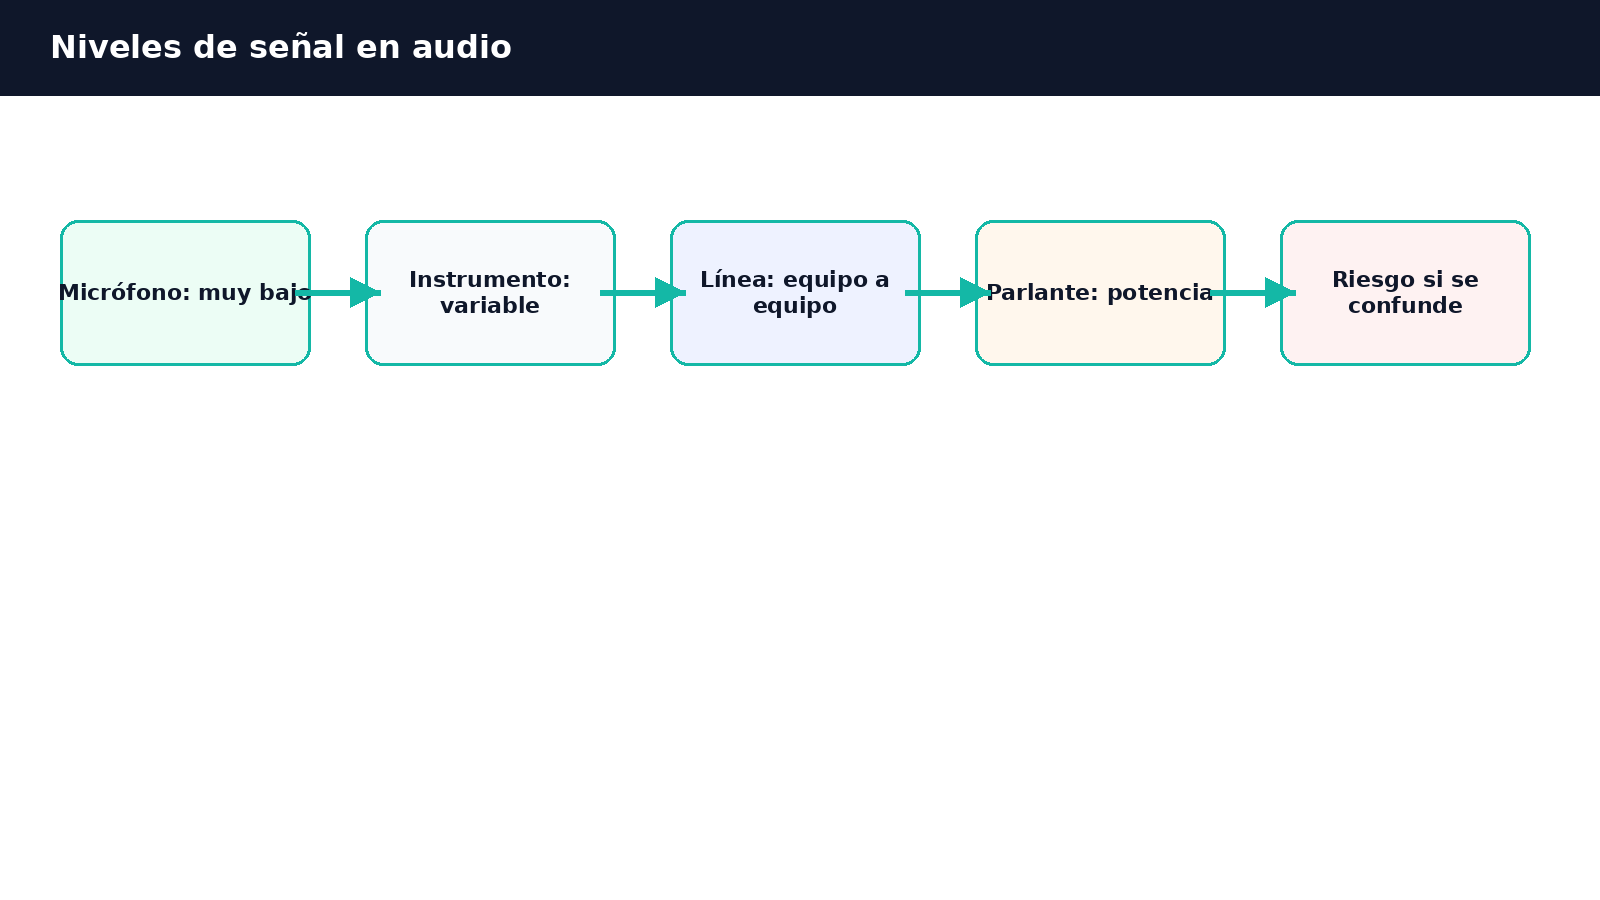 Niveles de señal en audio
Micrófono: muy bajo
Instrumento:
variable
Línea: equipo a
equipo
Parlante: potencia
Riesgo si se
confunde